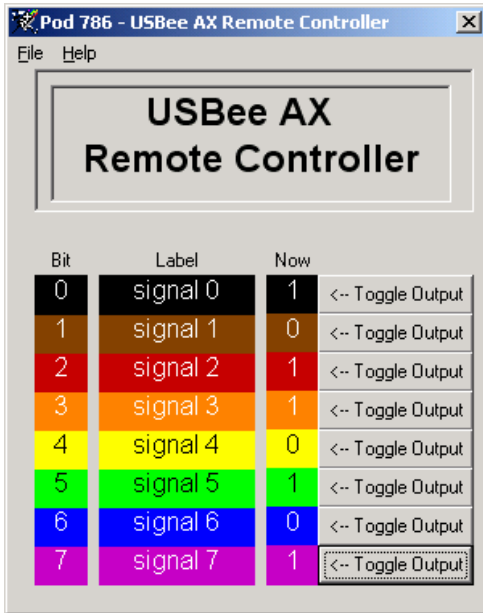 Pod 786 - USBee AX Remote Controller
File Help
USBee AX
Remote Controller
Bit Label Now
0 signal 0 1 <-- Toggle Output
1 signal 1 0 <-- Toggle Output
2 signal 2 1 <-- Toggle Output
3 signal 3 1 <-- Toggle Output
4 signal 4 0 <-- Toggle Output
5 signal 5 1 <-- Toggle Output
6 signal 6 0 <-- Toggle Output
7 signal 7 1 <-- Toggle Output